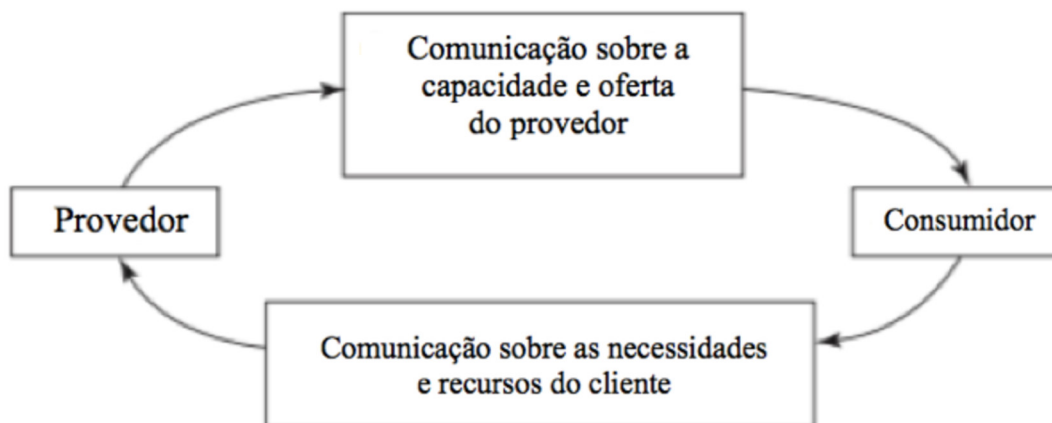 Comunicação sobre a
capacidade e oferta
do provedor
Provedor
Consumidor
Comunicação sobre as necessidades
e recursos do cliente